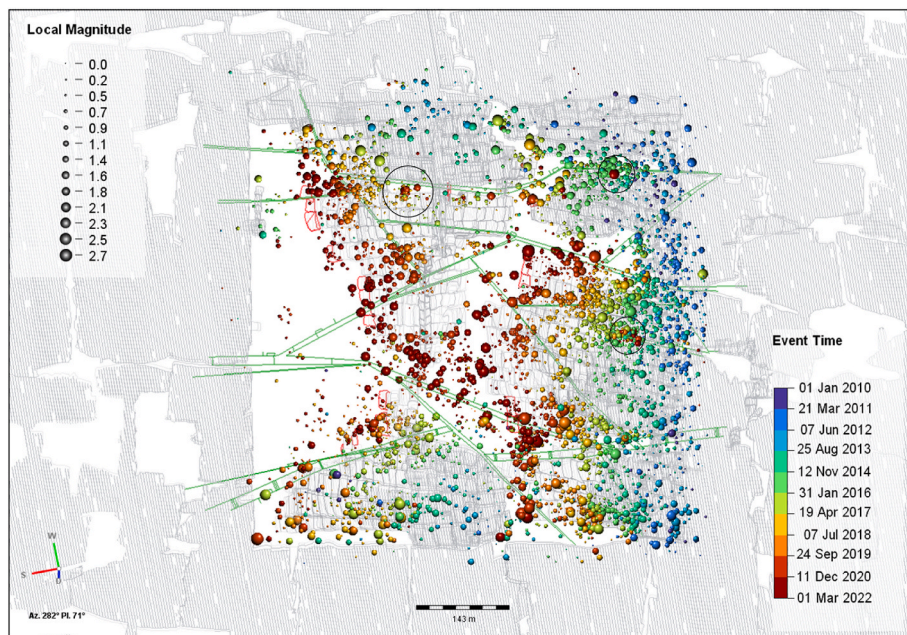 Local Magnitude
0.0
0.2
0.5
0.7
0.9
1.1
1.4
1.6
1.8
2.1
2.3
2.5
2.7
Event Time
01 Jan 2010
21 Mar 2011
07 Jun 2012
25 Aug 2013
12 Nov 2014
31 Jan 2016
19 Apr 2017
07 Jul 2018
24 Sep 2019
11 Dec 2020
01 Mar 2022
W
S
D
Az. 282° Pl. 71°
143 m